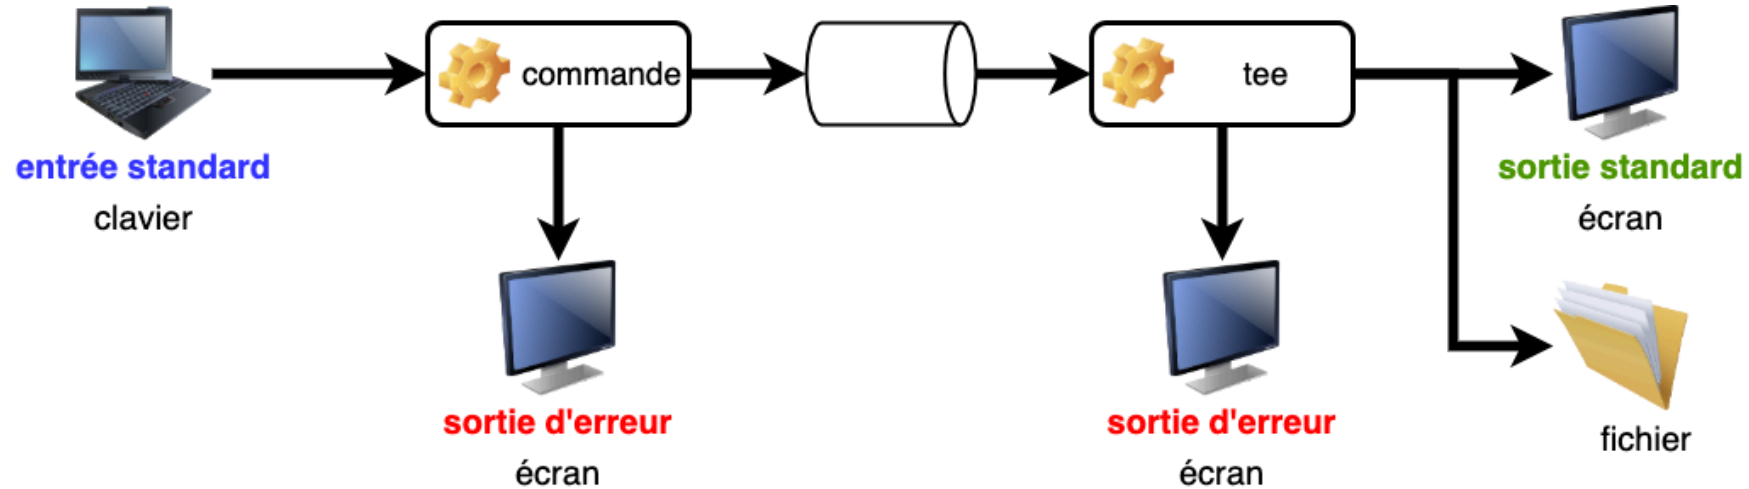 commande
tee
entrée standard
clavier
sortie standard
écran
sortie d'erreur
écran
sortie d'erreur
écran
fichier